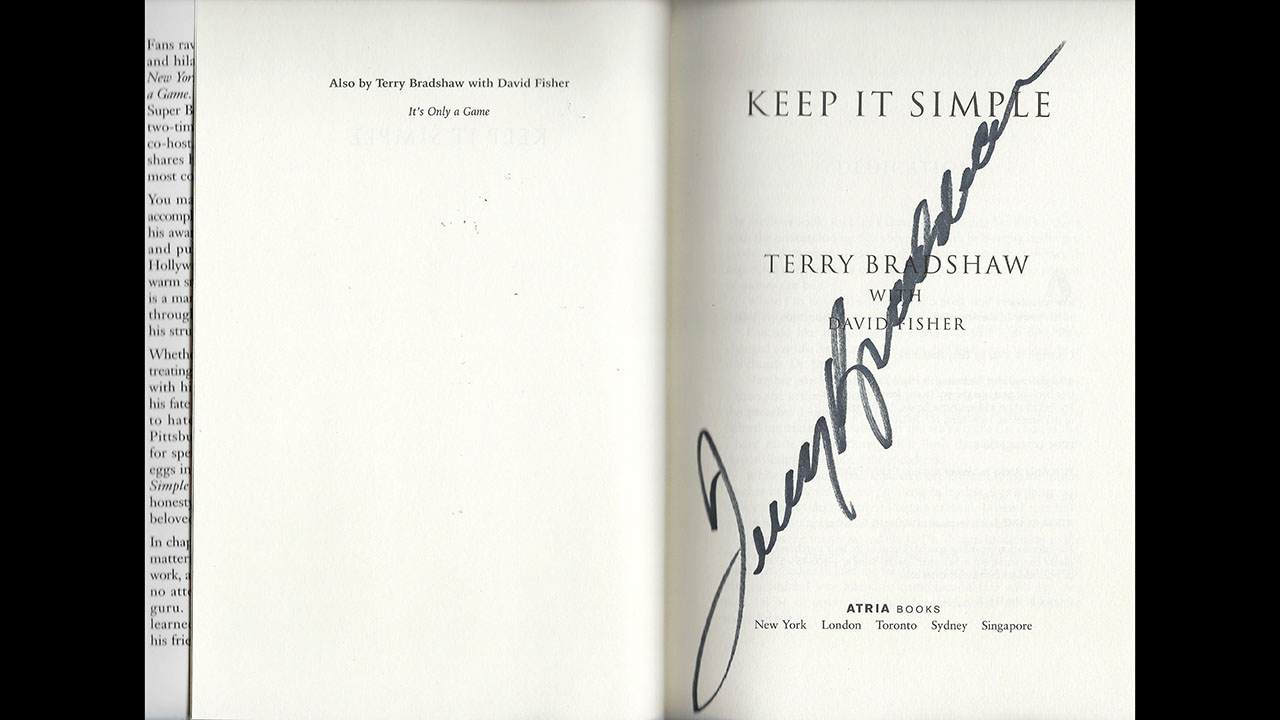 Fans rav
and hila
New Yor
a Game.
Super B
two-tim
co-host
shares h
most co
You ma
accomp
his awa
and pu
Hollyw
warm s
is a man
throug
his stru
Wheth
treating
with hi
his fate
to hate
Pittsbu
for spe
eggs in
Simple
honest
belove
In chap
matter
work, a
no atte
guru.
learne
his frie
Also by Terry Bradshaw with David Fisher
It's Only a Game
KEEP IT SIMPLE
TERRY BRADSHAW
WITH
DAVID FISHER
Terry Bradshaw
ATRIA BOOKS
New York London Toronto Sydney Singapore